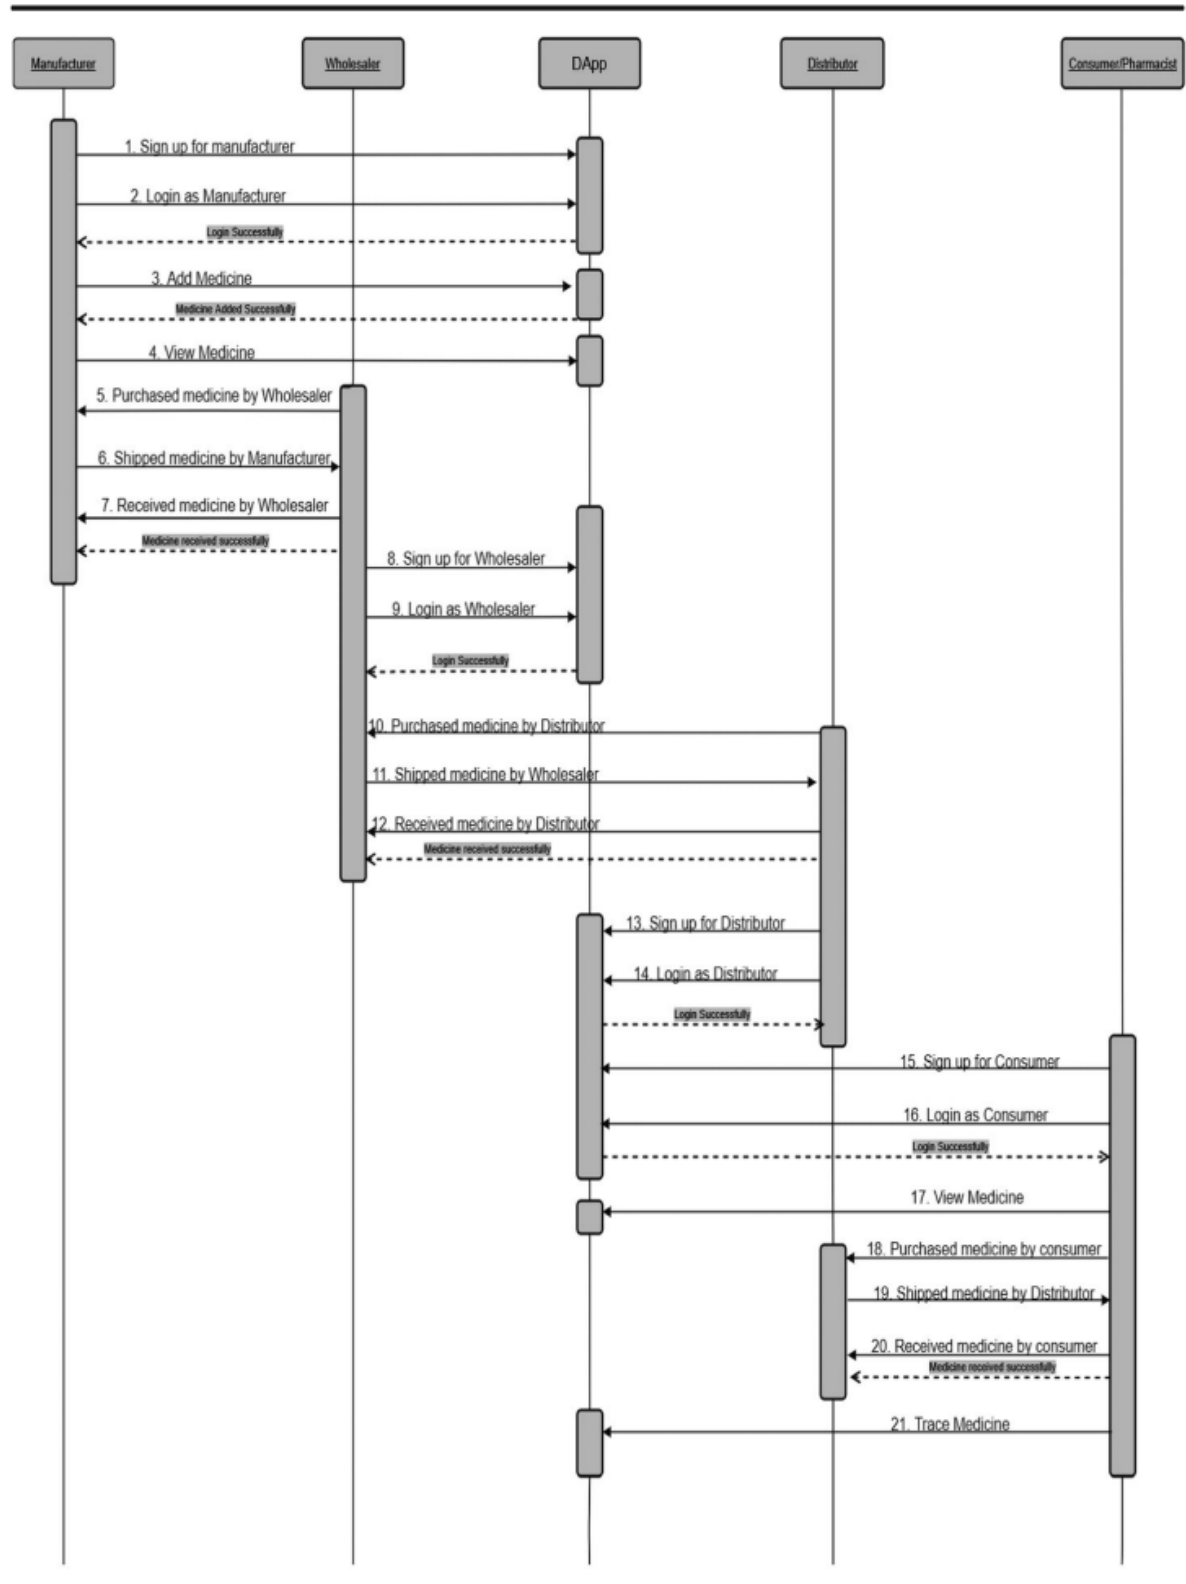 Manufacturer
Wholesaler
DApp
Distributor
Consumer/Pharmacist
1. Sign up for manufacturer
2. Login as Manufacturer
Login Successfully
3. Add Medicine
Medicine Added Successfully
4. View Medicine
5. Purchased medicine by Wholesaler
6. Shipped medicine by Manufacturer
7. Received medicine by Wholesaler
Medicine received successfully
8. Sign up for Wholesaler
9. Login as Wholesaler
Login Successfully
10. Purchased medicine by Distributor
11. Shipped medicine by Wholesaler
12. Received medicine by Distributor
Medicine received successfully
13. Sign up for Distributor
14. Login as Distributor
Login Successfully
15. Sign up for Consumer
16. Login as Consumer
Login Successfully
17. View Medicine
18. Purchased medicine by consumer
19. Shipped medicine by Distributor
20. Received medicine by consumer
Medicine received successfully
21. Trace Medicine